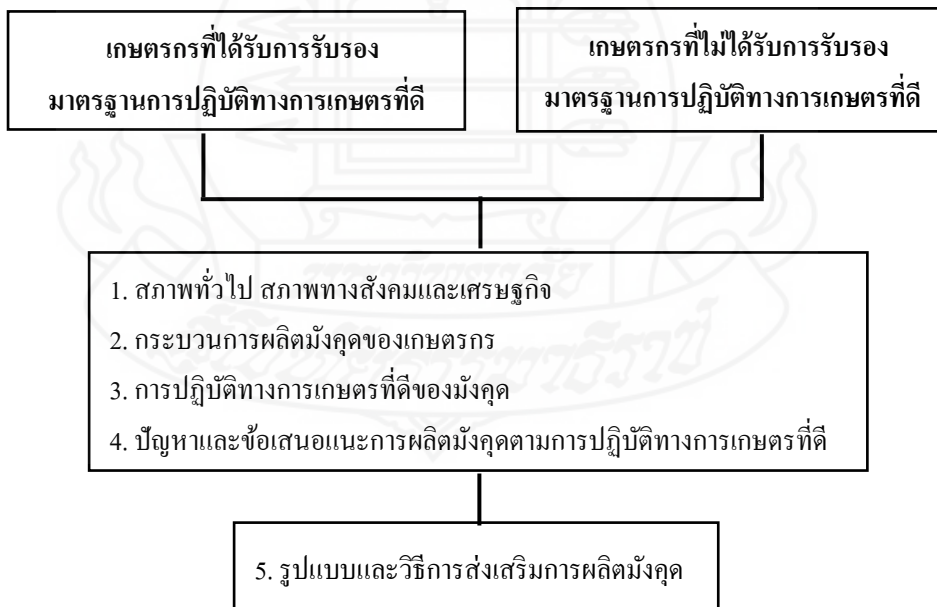 เกษตรกรที่ได้รับการรับรอง
มาตรฐานการปฏิบัติทางการเกษตรที่ดี
เกษตรกรที่ไม่ได้รับการรับรอง
มาตรฐานการปฏิบัติทางการเกษตรที่ดี
1. สภาพทั่วไป สภาพทางสังคมและเศรษฐกิจ
2. กระบวนการผลิตมังคุดของเกษตรกร
3. การปฏิบัติทางการเกษตรที่ดีของมังคุด
4. ปัญหาและข้อเสนอแนะการผลิตมังคุดตามการปฏิบัติทางการเกษตรที่ดี
5. รูปแบบและวิธีการส่งเสริมการผลิตมังคุด